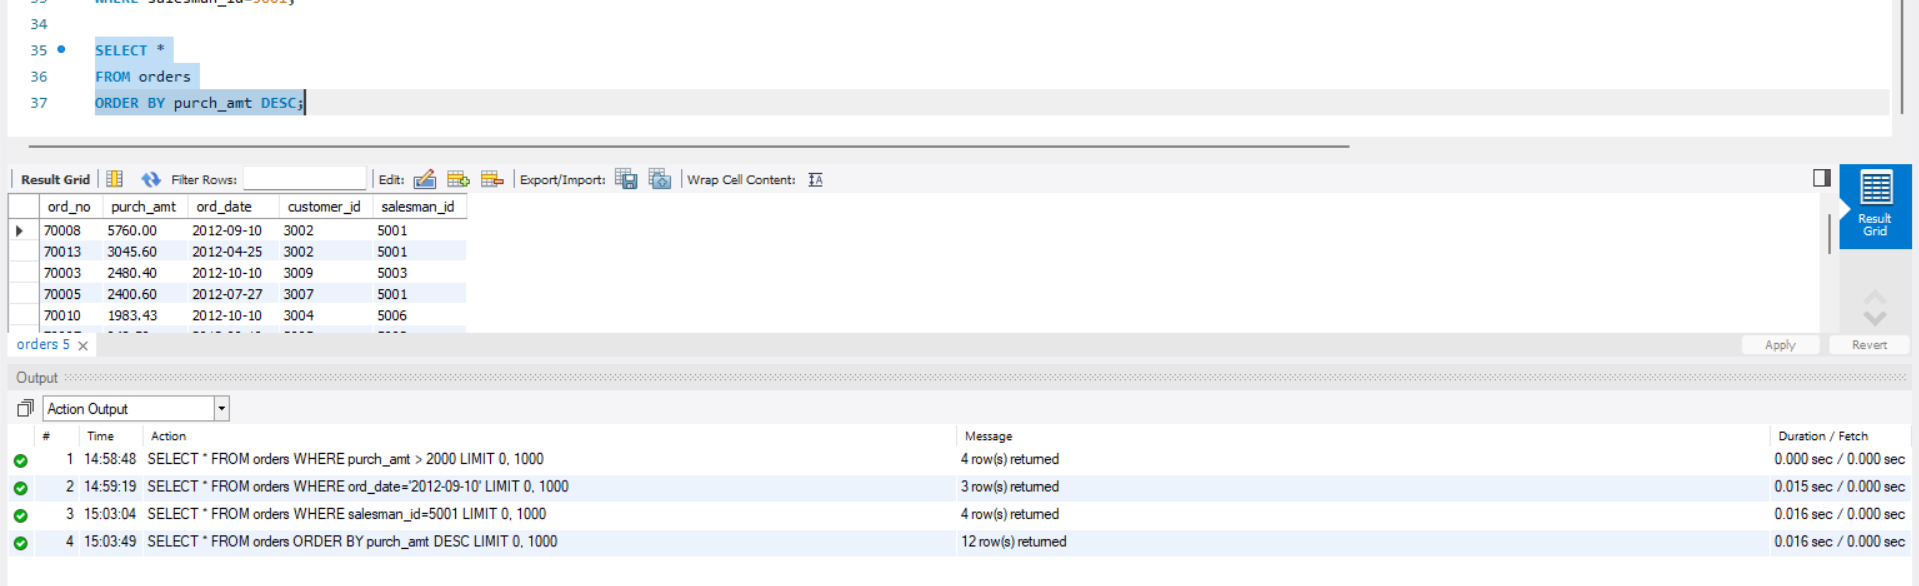 WHERE salesman_id=5001;
34
35 SELECT *
36 FROM orders
37 ORDER BY purch_amt DESC;
Result Grid Filter Rows: Edit: Export/Import: Wrap Cell Content:
Result
Grid
ord_no purch_amt ord_date customer_id salesman_id
70008 5760.00 2012-09-10 3002 5001
70013 3045.60 2012-04-25 3002 5001
70003 2480.40 2012-10-10 3009 5003
70005 2400.60 2012-07-27 3007 5001
70010 1983.43 2012-10-10 3004 5006
orders 5 Apply Revert
Output
Action Output
# Time Action Message Duration / Fetch
1 14:58:48 SELECT * FROM orders WHERE purch_amt > 2000 LIMIT 0, 1000 4 row(s) returned 0.000 sec / 0.000 sec
2 14:59:19 SELECT * FROM orders WHERE ord_date='2012-09-10' LIMIT 0, 1000 3 row(s) returned 0.015 sec / 0.000 sec
3 15:03:04 SELECT * FROM orders WHERE salesman_id=5001 LIMIT 0, 1000 4 row(s) returned 0.016 sec / 0.000 sec
4 15:03:49 SELECT * FROM orders ORDER BY purch_amt DESC LIMIT 0, 1000 12 row(s) returned 0.016 sec / 0.000 sec